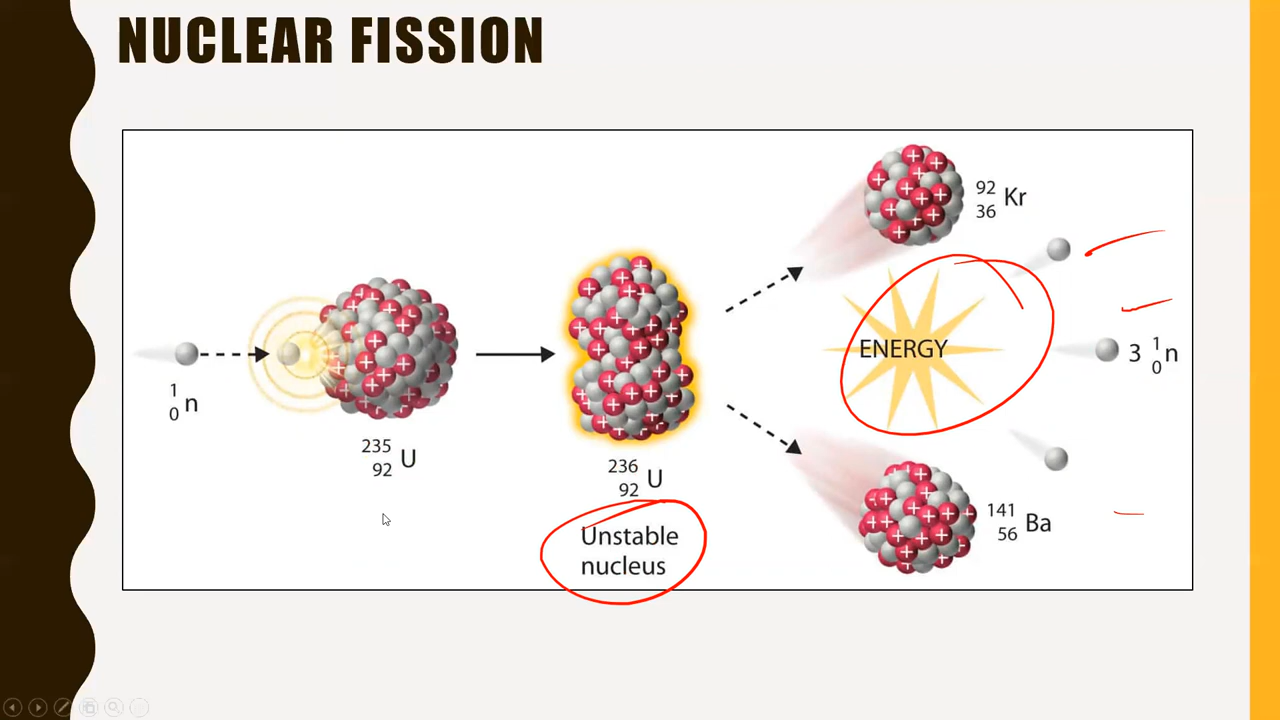 NUCLEAR FISSION
1
0 n
235
92 U
236
92 U
Unstable
nucleus
92
36 Kr
ENERGY
3 1
0 n
141
56 Ba